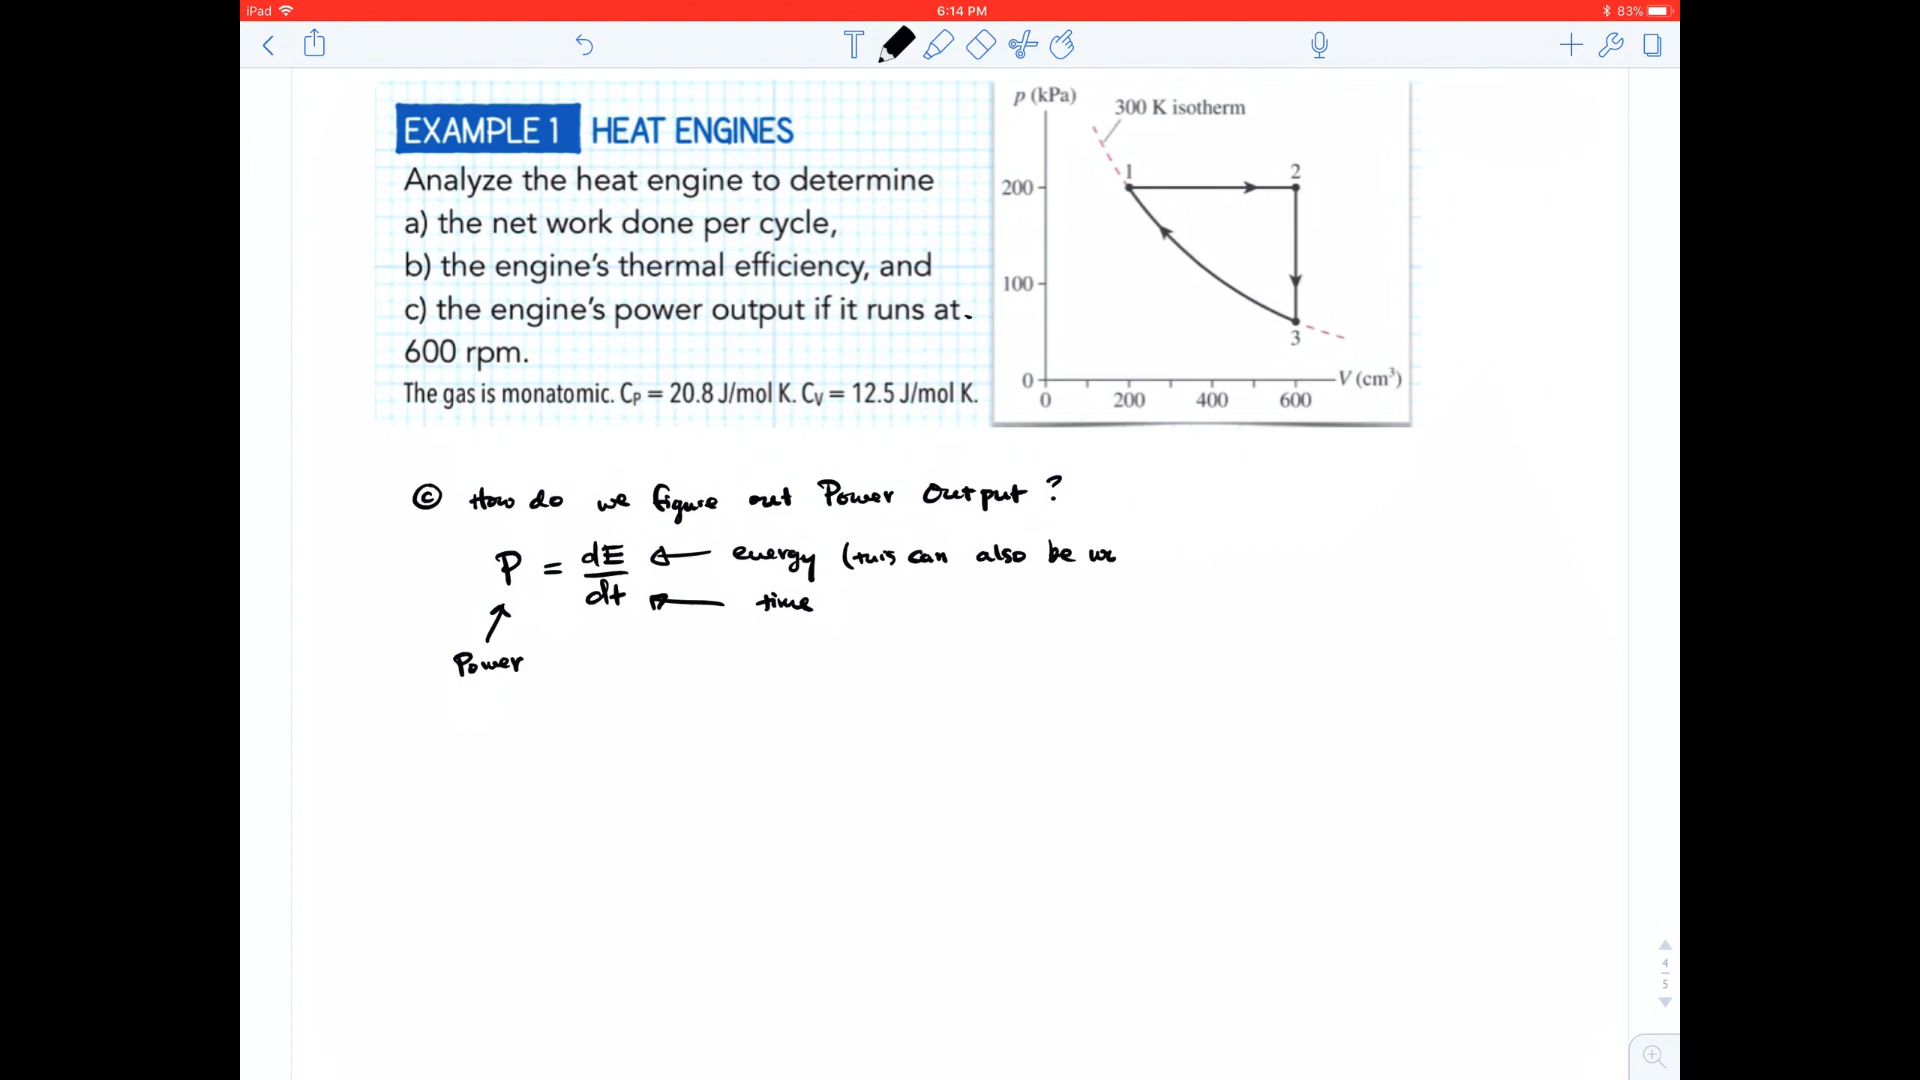 iPad
6:14 PM
83%
EXAMPLE 1 HEAT ENGINES
Analyze the heat engine to determine
a) the net work done per cycle,
b) the engine's thermal efficiency, and
c) the engine's power output if it runs at
600 rpm.
The gas is monatomic. CP = 20.8 J/mol K. CV = 12.5 J/mol K.
p (kPa)
300 K isotherm
1
2
200
100
3
0
V (cm³)
0
200
400
600
© How do we figure out Power Output ?
P = dE/dt
energy (this can also be wo
time
Power
4
5